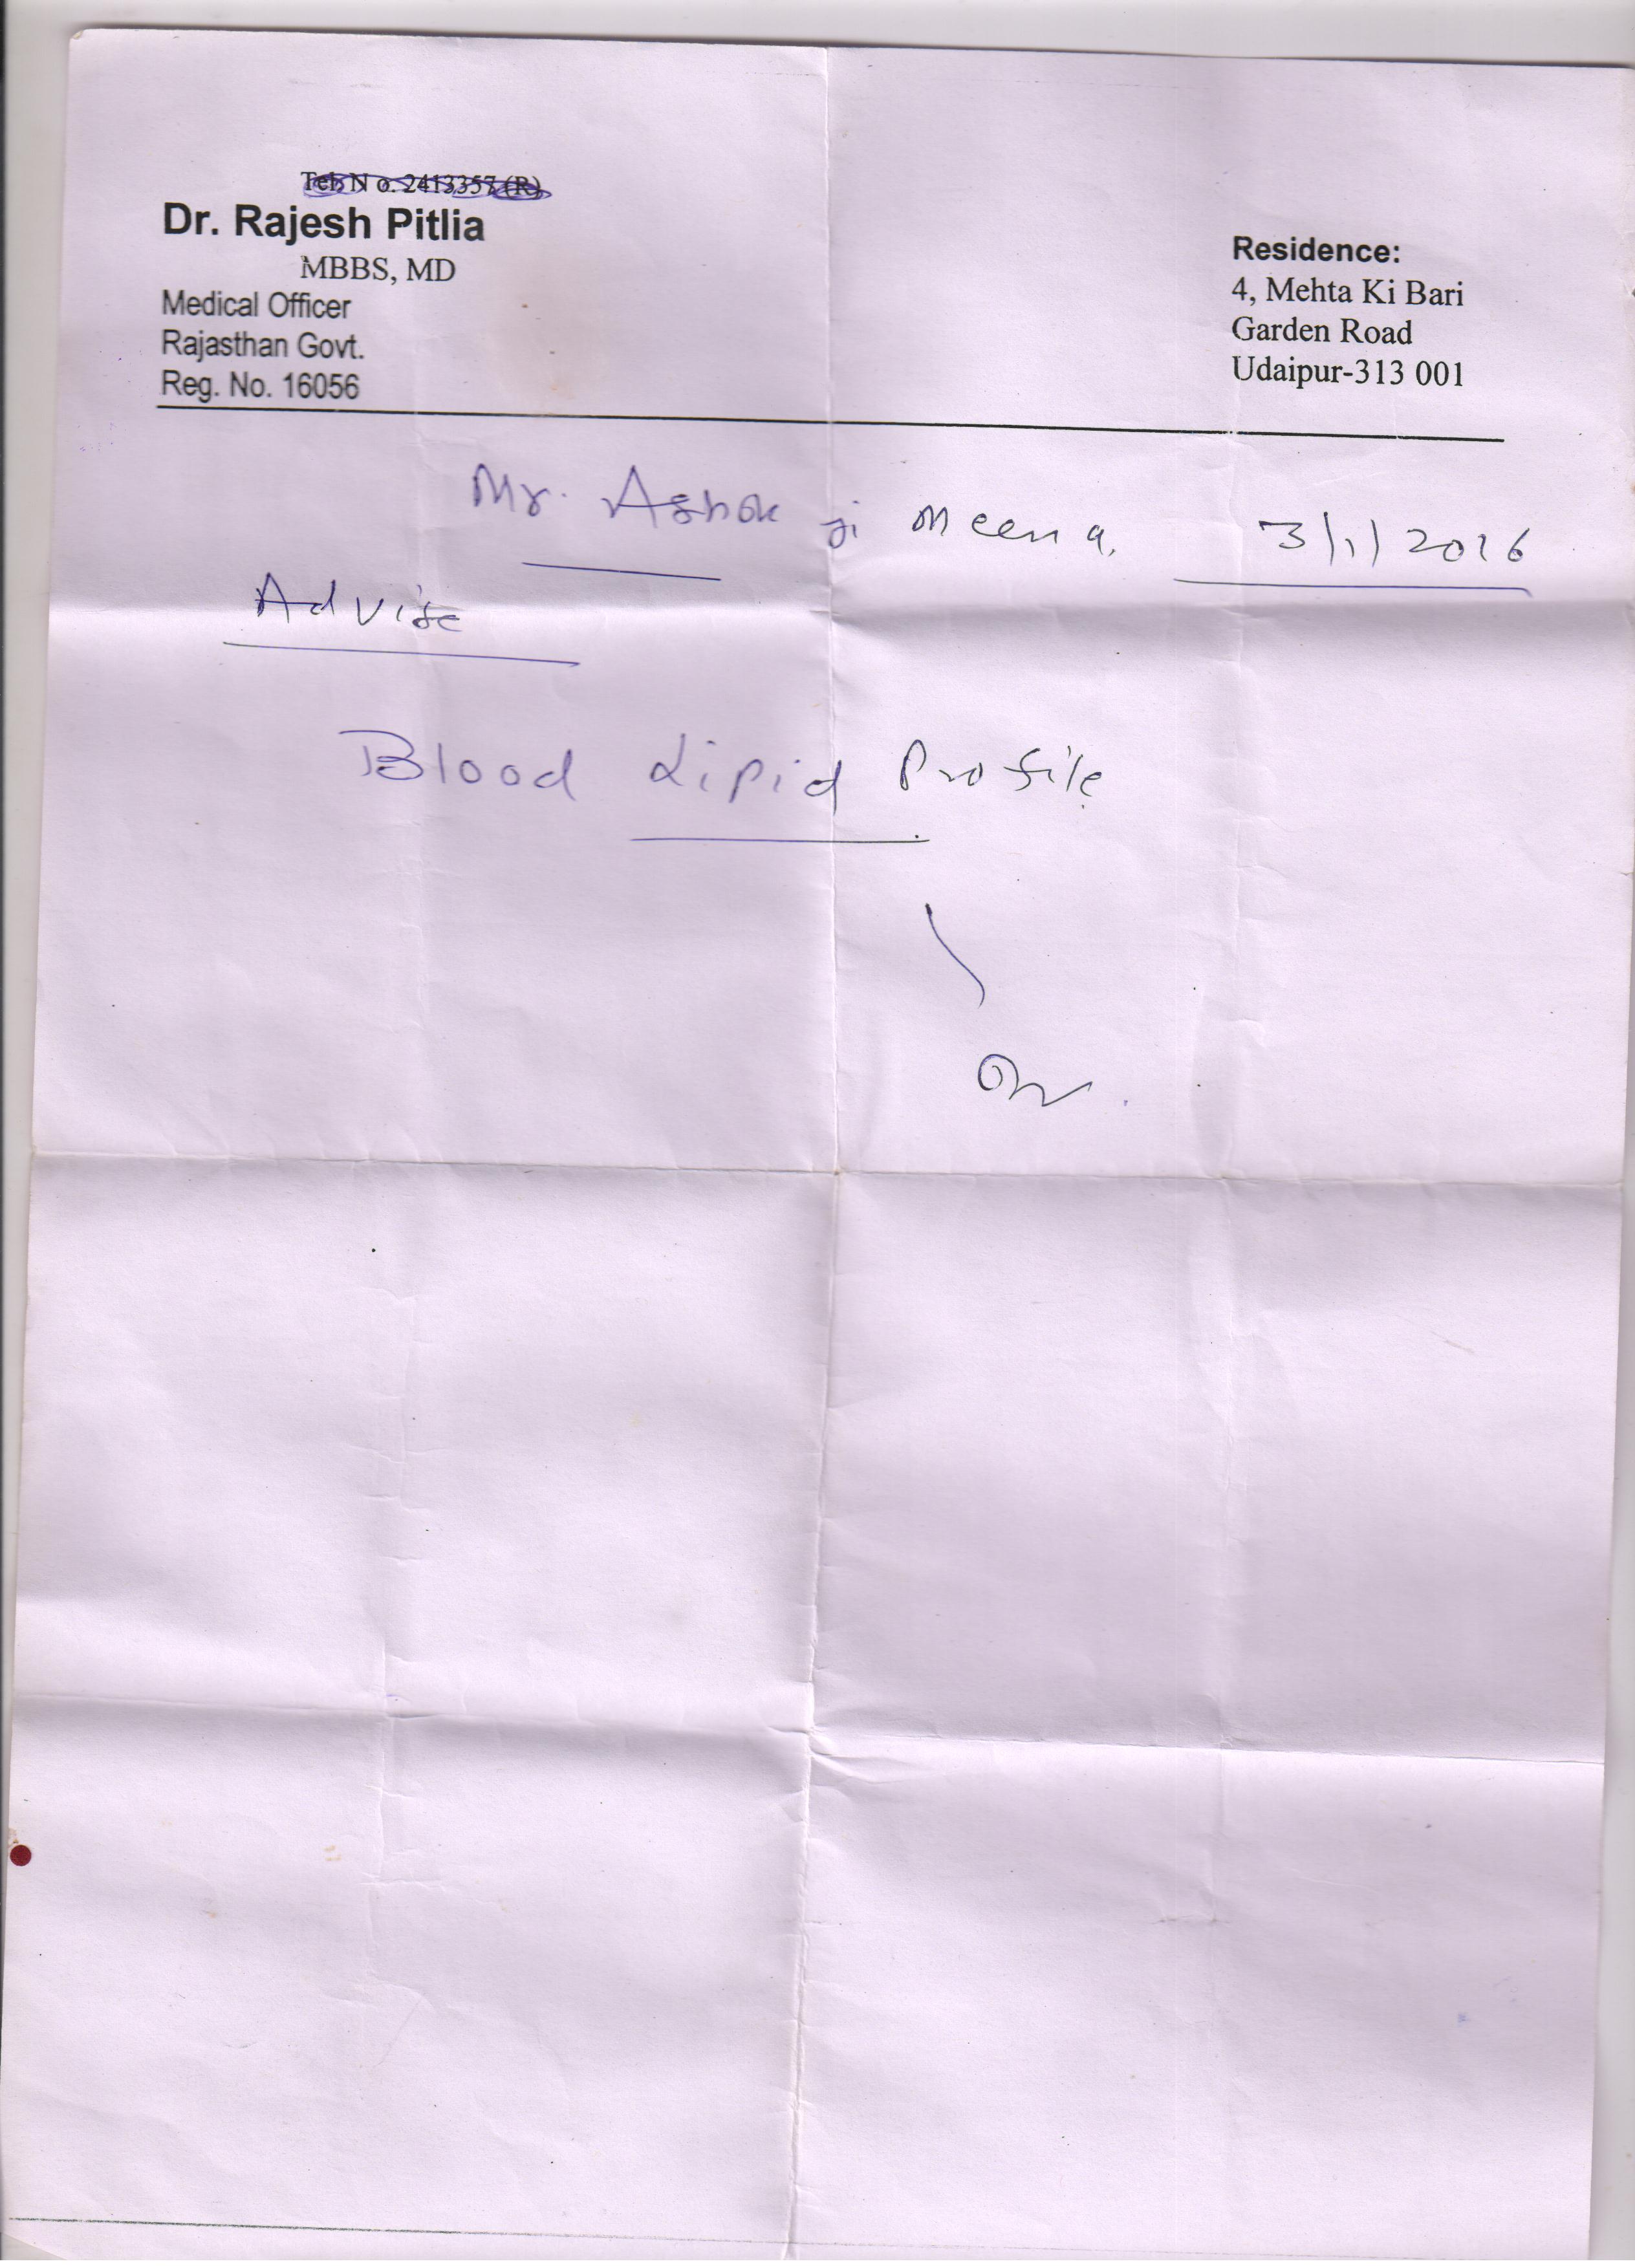 Tel. N o. 2413357 (R)
Dr. Rajesh Pitlia
MBBS, MD
Medical Officer
Rajasthan Govt.
Reg. No. 16056
Residence:
4, Mehta Ki Bari
Garden Road
Udaipur-313 001
Mr. Ashok ji Meena. 3/1/2016
Advise
Blood Lipid Profile